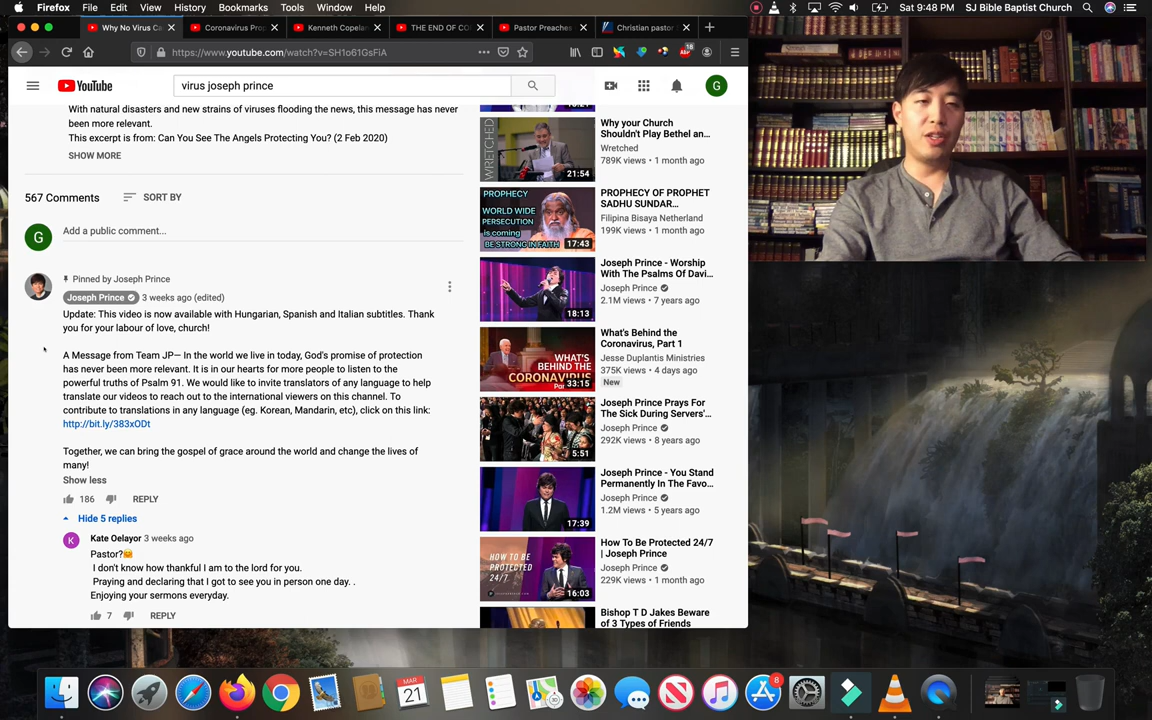 Firefox File Edit View History Bookmarks Tools Window Help
Sat 9:48 PM SJ Bible Baptist Church
Why No Virus Ca
Coronavirus Pro
Kenneth Copelan
THE END OF CO
Pastor Preaches
Christian pastor
https://www.youtube.com/watch?v=SH1o61GsFiA
18
YouTube
virus joseph prince
G
With natural disasters and new strains of viruses flooding the news, this message has never
been more relevant.
This excerpt is from: Can You See The Angels Protecting You? (2 Feb 2020)
SHOW MORE
567 Comments SORT BY
G
Add a public comment...
Pinned by Joseph Prince
Joseph Prince 3 weeks ago (edited)
Update: This video is now available with Hungarian, Spanish and Italian subtitles. Thank
you for your labour of love, church!
A Message from Team JP— In the world we live in today, God's promise of protection
has never been more relevant. It is in our hearts for more people to listen to the
powerful truths of Psalm 91. We would like to invite translators of any language to help
translate our videos to reach out to the international viewers on this channel. To
contribute to translations in any language (eg. Korean, Mandarin, etc), click on this link:
http://bit.ly/383xODt
Together, we can bring the gospel of grace around the world and change the lives of
many!
Show less
186 REPLY
Hide 5 replies
K
Kate Oelayor 3 weeks ago
Pastor?🤗
I don't know how thankful I am to the lord for you.
Praying and declaring that I got to see you in person one day. .
Enjoying your sermons everyday.
7 REPLY
WRETCHED
21:54
Why your Church
Shouldn't Play Bethel an...
Wretched
789K views • 1 month ago
PROPHECY
WORLD WIDE
PERSECUTION
is coming
BE STRONG IN FAITH
17:43
PROPHECY OF PROPHET
SADHU SUNDAR...
Filipina Bisaya Netherland
199K views • 1 month ago
18:13
Joseph Prince - Worship
With The Psalms Of Davi...
Joseph Prince
2.1M views • 7 years ago
WHAT'S
BEHIND THE
CORONAVIRUS
33:15
What's Behind the
Coronavirus, Part 1
Jesse Duplantis Ministries
375K views • 4 days ago
New
5:51
Joseph Prince Prays For
The Sick During Servers'...
Joseph Prince
292K views • 8 years ago
17:39
Joseph Prince - You Stand
Permanently In The Favo...
Joseph Prince
1.2M views • 5 years ago
HOW TO BE
PROTECTED
24/7
16:03
How To Be Protected 24/7
| Joseph Prince
Joseph Prince
229K views • 1 month ago
Bishop T D Jakes Beware
of 3 Types of Friends
MAR
21
8